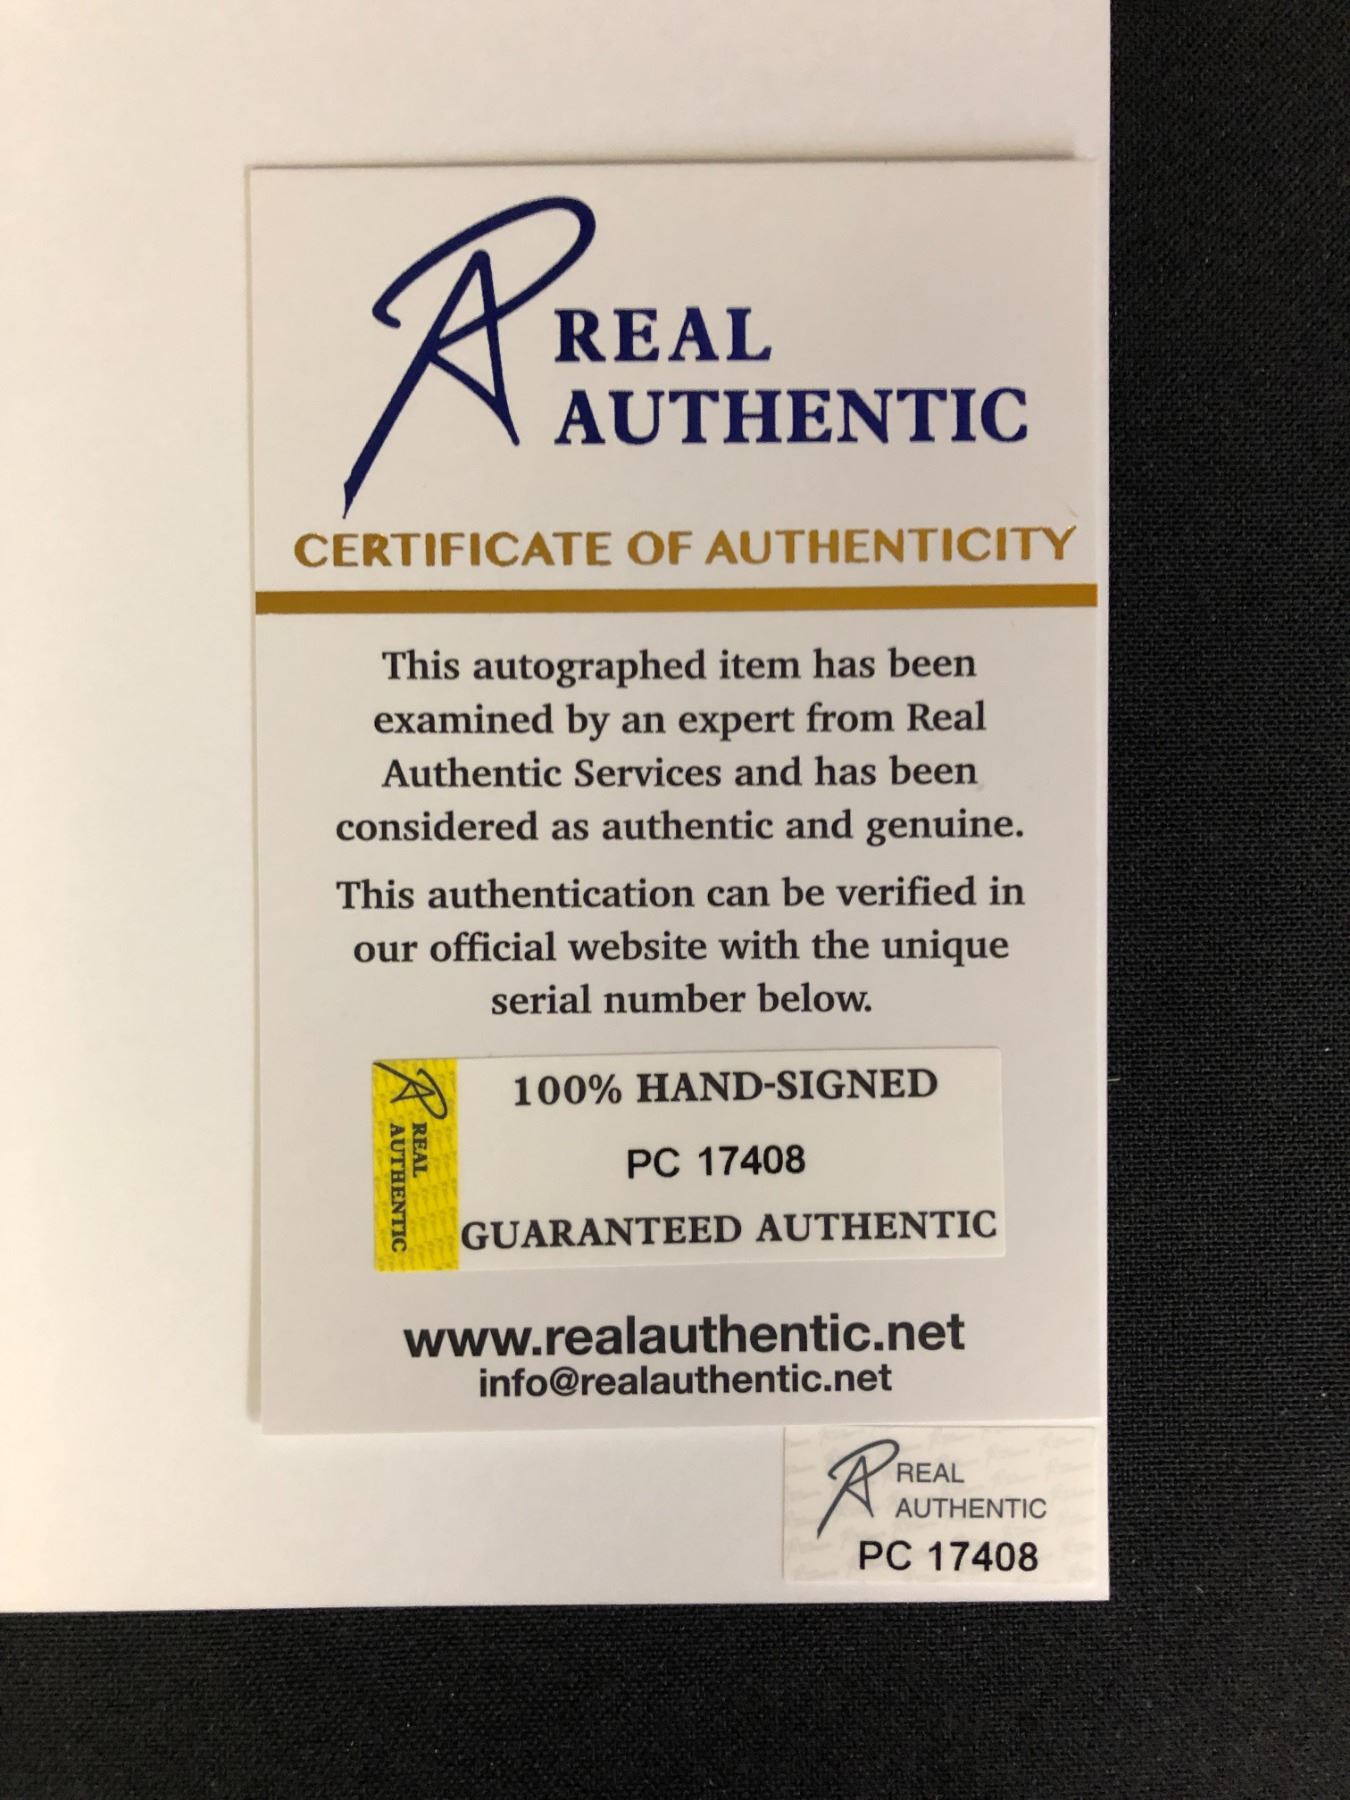 REAL
AUTHENTIC
CERTIFICATE OF AUTHENTICITY
This autographed item has been
examined by an expert from Real
Authentic Services and has been
considered as authentic and genuine.
This authentication can be verified in
our official website with the unique
serial number below.
REAL
AUTHENTIC
100% HAND-SIGNED
PC 17408
GUARANTEED AUTHENTIC
www.realauthentic.net
info@realauthentic.net
REAL
AUTHENTIC
PC 17408